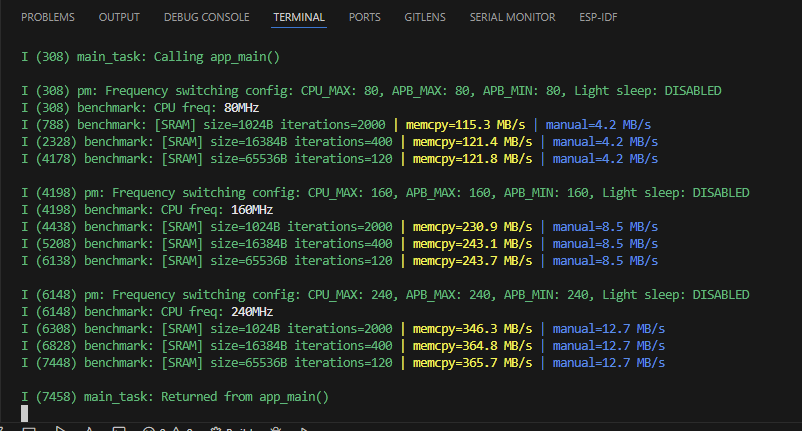 PROBLEMS OUTPUT DEBUG CONSOLE TERMINAL PORTS GITLENS SERIAL MONITOR ESP-IDF
I (308) main_task: Calling app_main()
I (308) pm: Frequency switching config: CPU_MAX: 80, APB_MAX: 80, APB_MIN: 80, Light sleep: DISABLED
I (308) benchmark: CPU freq: 80MHz
I (788) benchmark: [SRAM] size=1024B iterations=2000 | memcpy=115.3 MB/s | manual=4.2 MB/s
I (2328) benchmark: [SRAM] size=16384B iterations=400 | memcpy=121.4 MB/s | manual=4.2 MB/s
I (4178) benchmark: [SRAM] size=65536B iterations=120 | memcpy=121.8 MB/s | manual=4.2 MB/s
I (4198) pm: Frequency switching config: CPU_MAX: 160, APB_MAX: 160, APB_MIN: 160, Light sleep: DISABLED
I (4198) benchmark: CPU freq: 160MHz
I (4438) benchmark: [SRAM] size=1024B iterations=2000 | memcpy=230.9 MB/s | manual=8.5 MB/s
I (5208) benchmark: [SRAM] size=16384B iterations=400 | memcpy=243.1 MB/s | manual=8.5 MB/s
I (6138) benchmark: [SRAM] size=65536B iterations=120 | memcpy=243.7 MB/s | manual=8.5 MB/s
I (6148) pm: Frequency switching config: CPU_MAX: 240, APB_MAX: 240, APB_MIN: 240, Light sleep: DISABLED
I (6148) benchmark: CPU freq: 240MHz
I (6308) benchmark: [SRAM] size=1024B iterations=2000 | memcpy=346.3 MB/s | manual=12.7 MB/s
I (6828) benchmark: [SRAM] size=16384B iterations=400 | memcpy=364.8 MB/s | manual=12.7 MB/s
I (7448) benchmark: [SRAM] size=65536B iterations=120 | memcpy=365.7 MB/s | manual=12.7 MB/s
I (7458) main_task: Returned from app_main()